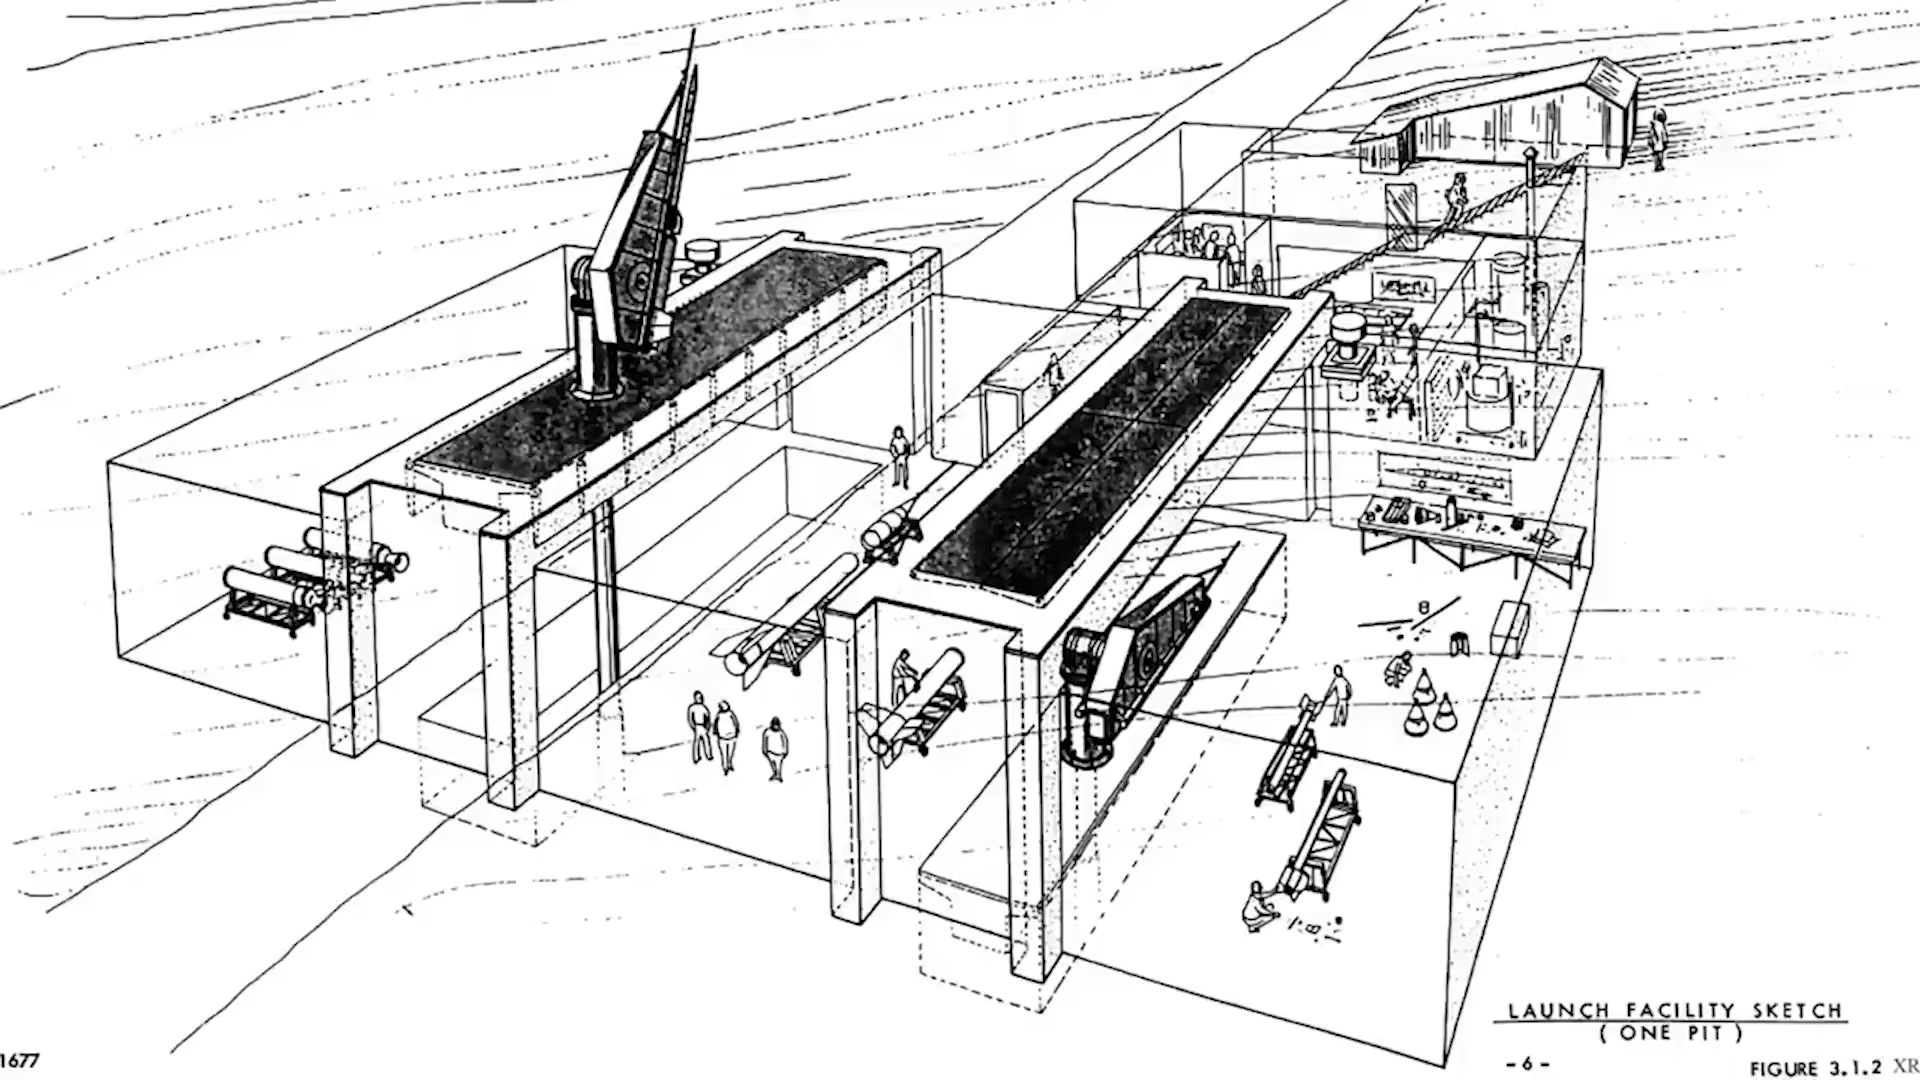 LAUNCH FACILITY SKETCH
( ONE PIT )
1677
- 6 -
FIGURE 3.1.2 XR